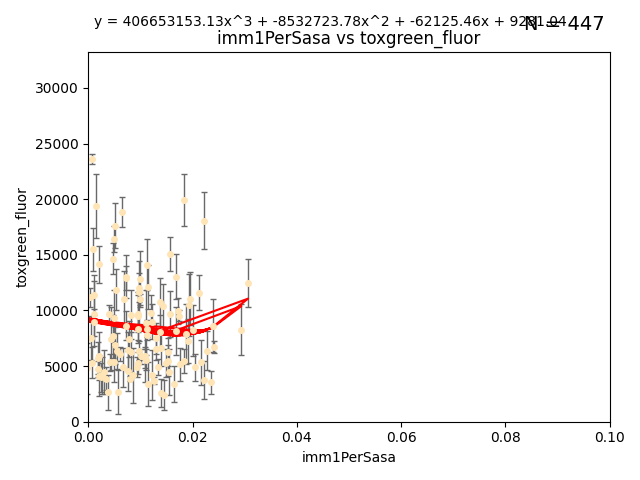 y = 406653153.13x^3 + -8532723.78x^2 + -62125.46x + 9281.04
N = 447
imm1PerSasa vs toxgreen_fluor
30000
25000
20000
15000
10000
5000
0
toxgreen_fluor
0.00 0.02 0.04 0.06 0.08 0.10
imm1PerSasa